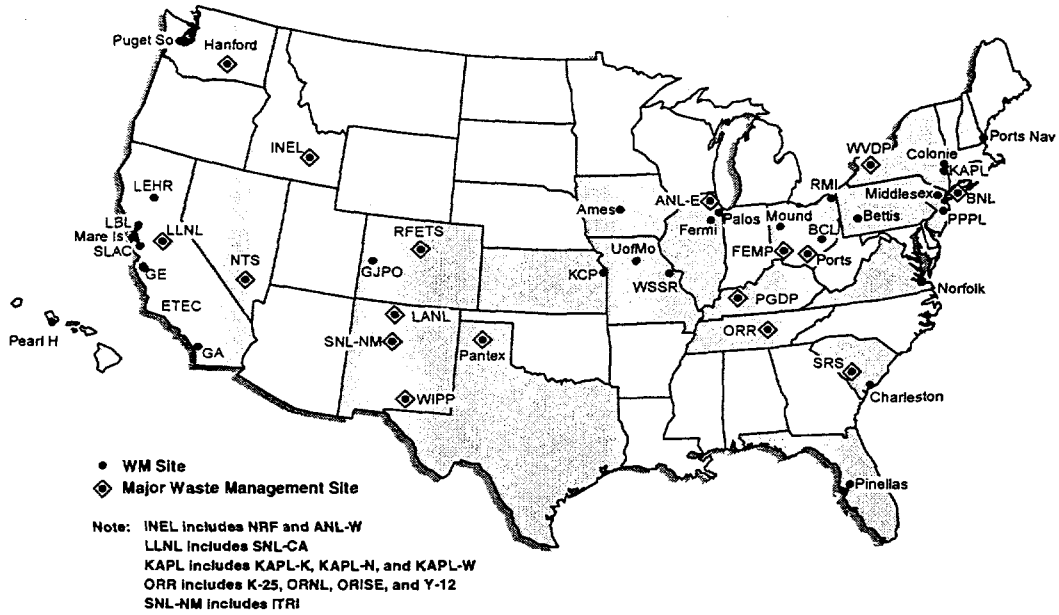 Puget So
Hanford
INEL
LEHR
LBL
Mare Isl
SLAC
LLNL
GE
NTS
ETEC
GA
Pearl H
RFETS
GJPO
LANL
SNL-NM
Pantex
WIPP
Ames
KCP
UofMo
WSSR
ANL-E
Fermi
Palos
Mound
FEMP
BCL
Ports
RMI
Bettis
PGDP
ORR
SRS
Charleston
Pinellas
Norfolk
WVDP
Colonie
KAPL
Middlesex
BNL
PPPL
Ports Nav
WM Site
Major Waste Management Site
Note: INEL includes NRF and ANL-W
LLNL includes SNL-CA
KAPL includes KAPL-K, KAPL-N, and KAPL-W
ORR includes K-25, ORNL, ORISE, and Y-12
SNL-NM includes ITRI